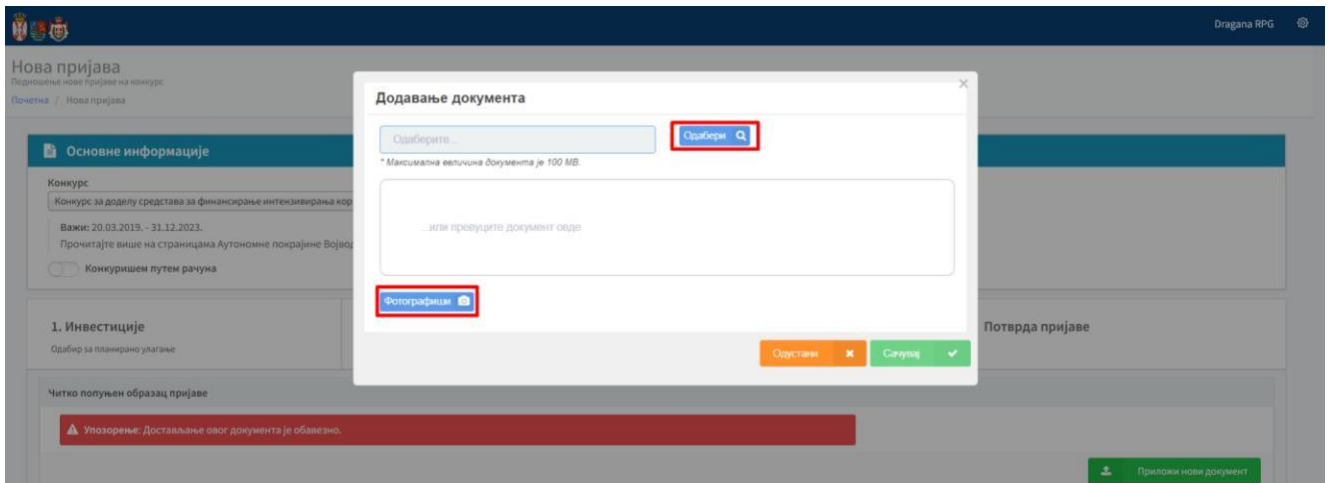 Dragana RPG
Нова пријава
Подношење нове пријаве на конкурс
Почетна / Нова пријава
Додавање документа
Одаберите...
Одабери
* Максимална величина документа је 100 MB.
...или превуците документ овде
Фотографиши
Одустани
Сачувај
Основне информације
Конкурс
Конкурс за доделу средстава за финансирање интензивирања кор
Важи: 20.03.2019. - 31.12.2023.
Прочитајте више на страницама Аутономне покрајине Војвод
Конкуришем путем рачуна
1. Инвестиције
Одабир за планирано улагање
Потврда пријаве
Читко попуњен образац пријаве
Упозорење: Достављање овог документа је обавезно.
Приложи нови документ